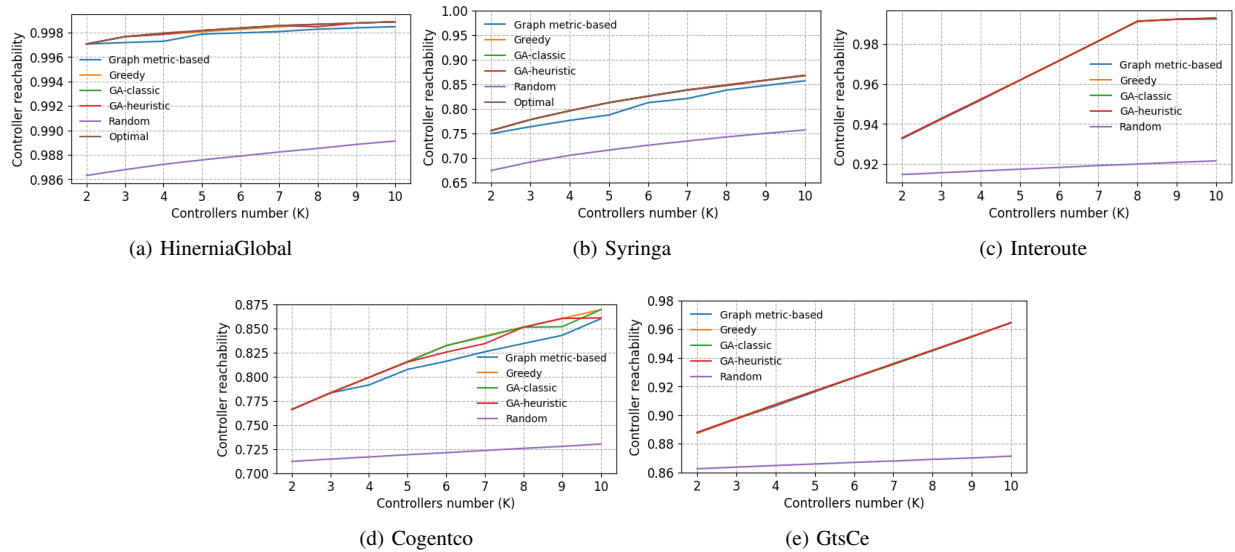 Controller reachability
0.998
0.996
0.994
0.992
0.990
0.988
0.986
Graph metric-based
Greedy
GA-classic
GA-heuristic
Random
Optimal
2 3 4 5 6 7 8 9 10
Controllers number (K)
(a) HinerniaGlobal
Controller reachability
1.00
0.95
0.90
0.85
0.80
0.75
0.70
0.65
Graph metric-based
Greedy
GA-classic
GA-heuristic
Random
Optimal
2 3 4 5 6 7 8 9 10
Controllers number (K)
(b) Syringa
Controller reachability
0.98
0.96
0.94
0.92
Graph metric-based
Greedy
GA-classic
GA-heuristic
Random
2 3 4 5 6 7 8 9 10
Controllers number (K)
(c) Interoute
Controller reachability
0.875
0.850
0.825
0.800
0.775
0.750
0.725
0.700
Graph metric-based
Greedy
GA-classic
GA-heuristic
Random
2 3 4 5 6 7 8 9 10
Controllers number (K)
(d) Cogentco
Controller reachability
0.98
0.96
0.94
0.92
0.90
0.88
0.86
Graph metric-based
Greedy
GA-classic
GA-heuristic
Random
2 3 4 5 6 7 8 9 10
Controllers number (K)
(e) GtsCe